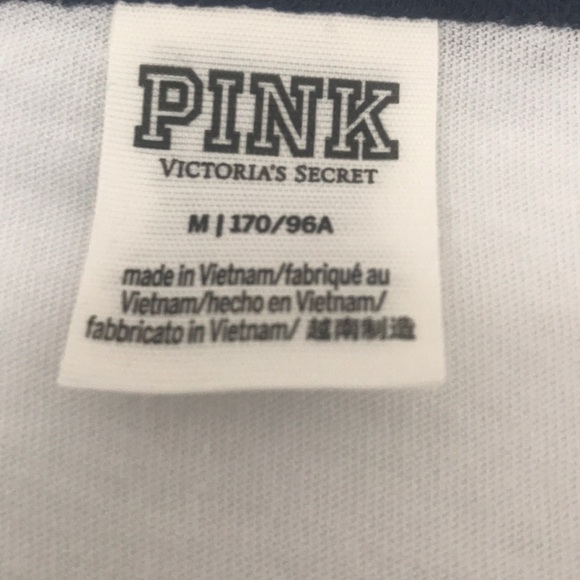 PINK
VICTORIA'S SECRET
M | 170/96A
made in Vietnam/fabriqué au
Vietnam/hecho en Vietnam/
fabbricato in Vietnam/ 越南制造